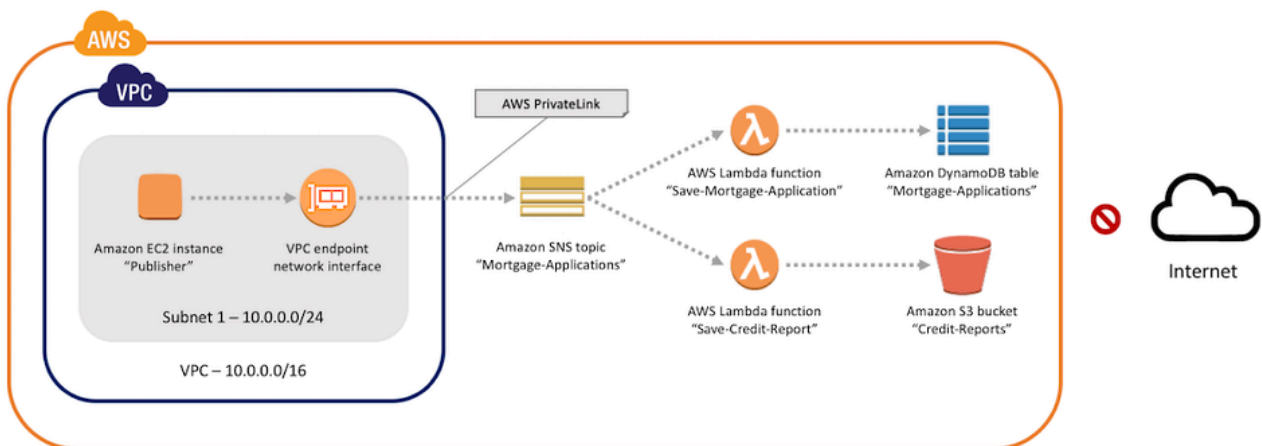 AWS
VPC
AWS PrivateLink
Amazon EC2 instance
“Publisher”
VPC endpoint
network interface
Subnet 1 – 10.0.0.0/24
VPC – 10.0.0.0/16
Amazon SNS topic
“Mortgage-Applications”
AWS Lambda function
“Save-Mortgage-Application”
Amazon DynamoDB table
“Mortgage-Applications”
AWS Lambda function
“Save-Credit-Report”
Amazon S3 bucket
“Credit-Reports”
Internet